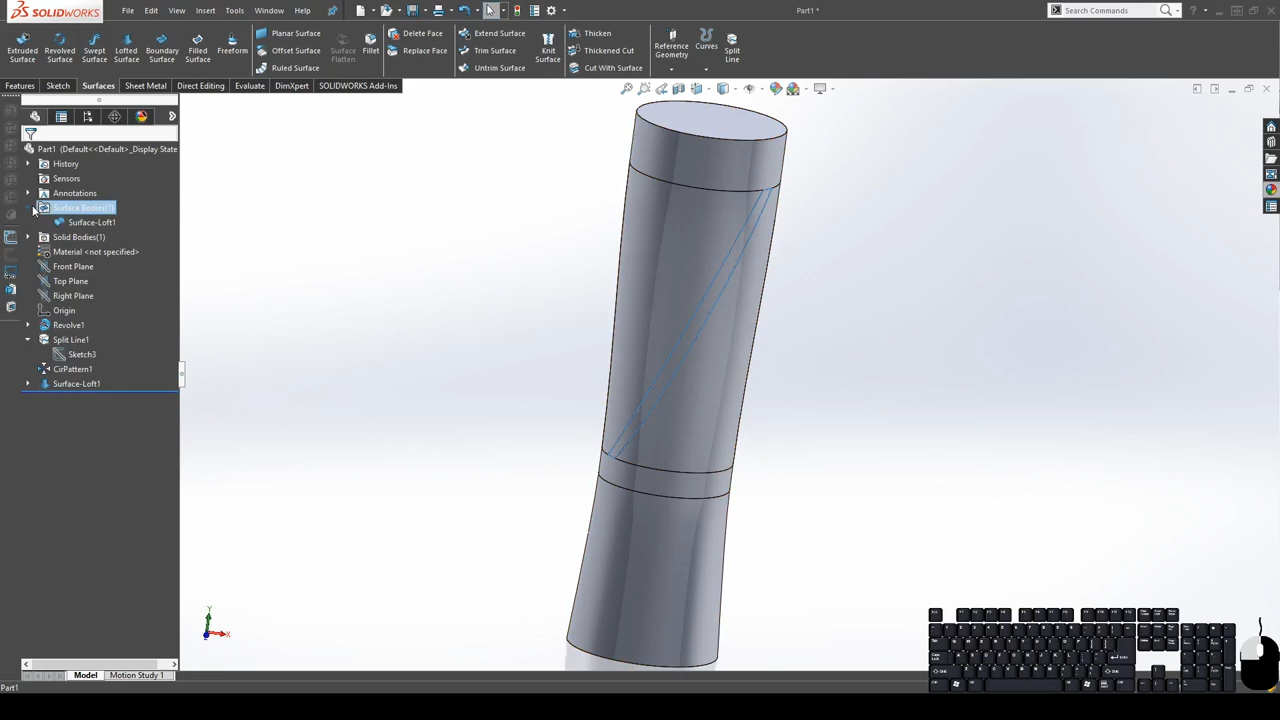 SOLIDWORKS File Edit View Insert Tools Window Help Part1 * Search Commands
Extruded Surface
Revolved Surface
Swept Surface
Lofted Surface
Boundary Surface
Filled Surface
Freeform
Planar Surface
Offset Surface
Ruled Surface
Surface Flatten
Fillet
Delete Face
Replace Face
Extend Surface
Trim Surface
Untrim Surface
Knit Surface
Thicken
Thickened Cut
Cut With Surface
Reference Geometry
Curves
Split Line
Features Sketch Surfaces Sheet Metal Direct Editing Evaluate DimXpert SOLIDWORKS Add-Ins
Part1 (Default<<Default>_Display State
History
Sensors
Annotations
Surface Bodies(1)
Surface-Loft1
Solid Bodies(1)
Material <not specified>
Front Plane
Top Plane
Right Plane
Origin
Revolve1
Split Line1
Sketch3
CirPattern1
Surface-Loft1
Y
X
Model Motion Study 1
Part1